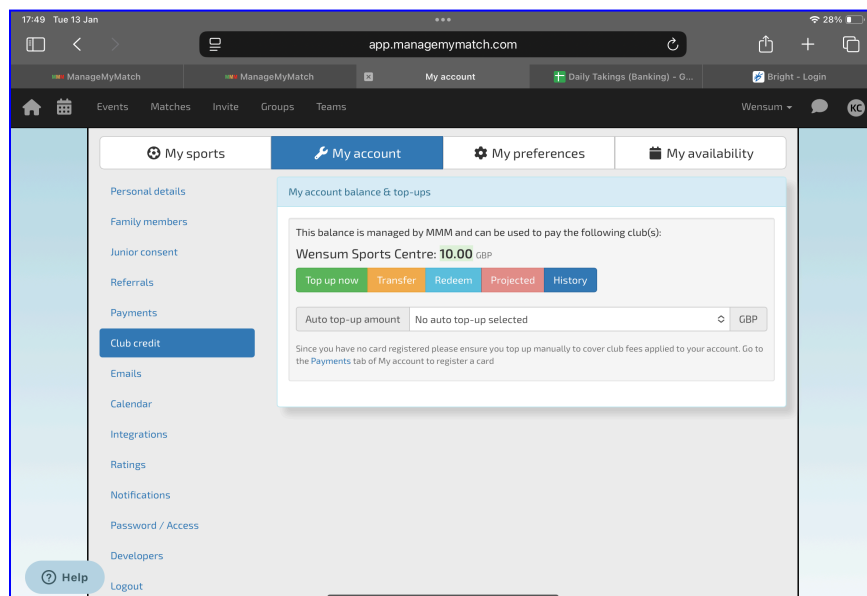 17:49 Tue 13 Jan
28%
app.managemymatch.com
ManageMyMatch
ManageMyMatch
My account
Daily Takings (Banking) - G...
Bright - Login
Events Matches Invite Groups Teams
Wensum
KC
My sports
My account
My preferences
My availability
Personal details
Family members
Junior consent
Referrals
Payments
Club credit
Emails
Calendar
Integrations
Ratings
Notifications
Password / Access
Developers
Logout
My account balance & top-ups
This balance is managed by MMM and can be used to pay the following club(s):
Wensum Sports Centre: 10.00 GBP
Top up now Transfer Redeem Projected History
Auto top-up amount No auto top-up selected GBP
Since you have no card registered please ensure you top up manually to cover club fees applied to your account. Go to
the Payments tab of My account to register a card
Help